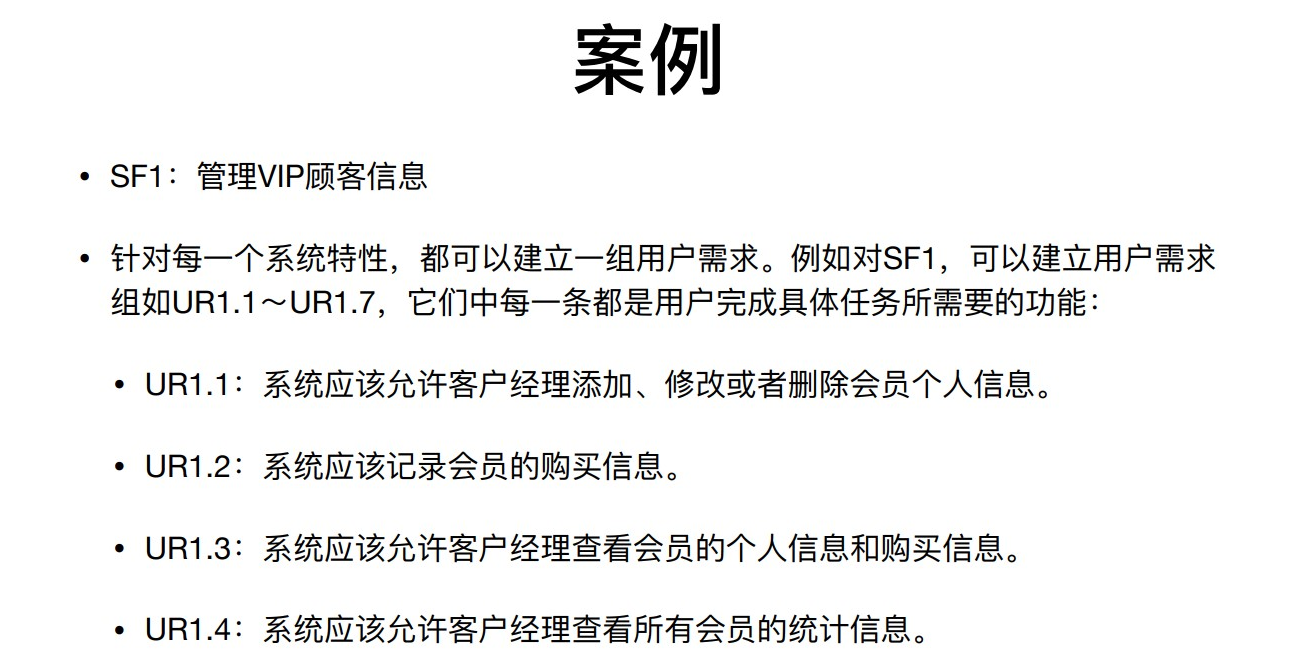 案例
• SF1：管理VIP顾客信息
• 针对每一个系统特性，都可以建立一组用户需求。例如对SF1，可以建立用户需求
组如UR1.1～UR1.7，它们中每一条都是用户完成具体任务所需要的功能：
• UR1.1：系统应该允许客户经理添加、修改或者删除会员个人信息。
• UR1.2：系统应该记录会员的购买信息。
• UR1.3：系统应该允许客户经理查看会员的个人信息和购买信息。
• UR1.4：系统应该允许客户经理查看所有会员的统计信息。